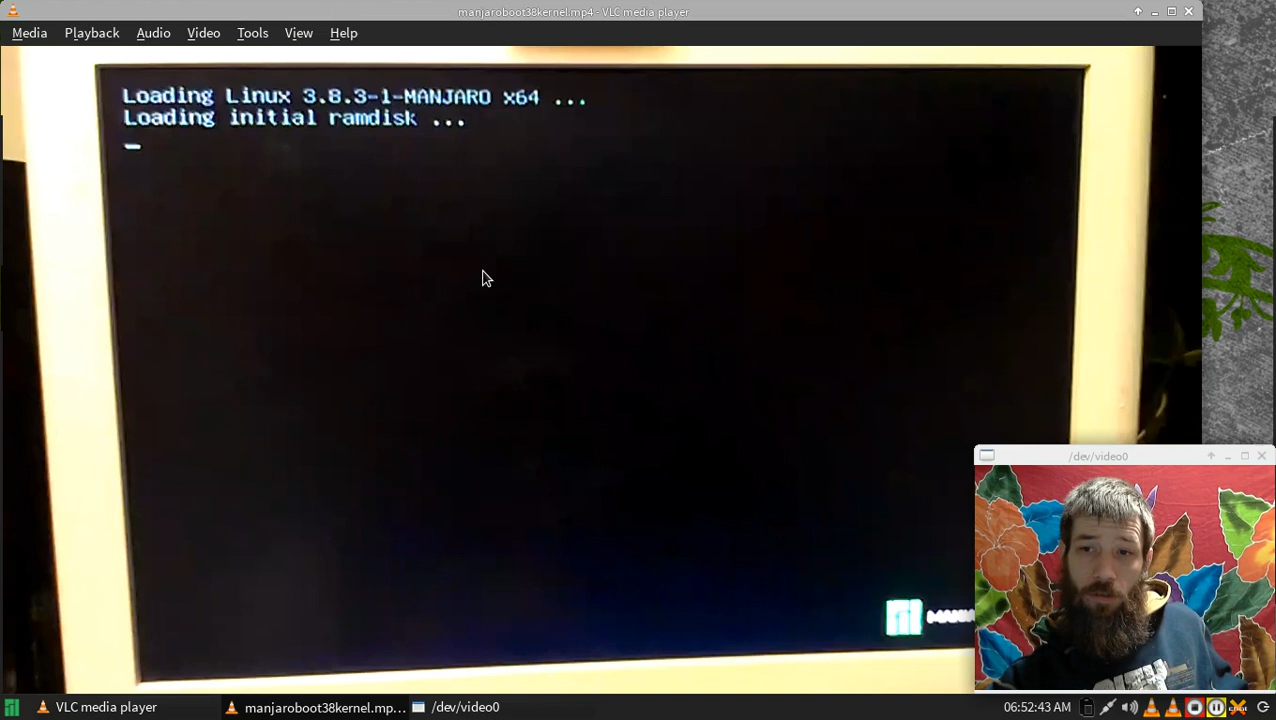 manjaroboot38kernel.mp4 - VLC media player
Media Playback Audio Video Tools View Help
Loading Linux 3.8.3-1-MANJARO x64 ...
Loading initial ramdisk ...
/dev/video0
VLC media player
manjaroboot38kernel.mp...
/dev/video0
06:52:43 AM